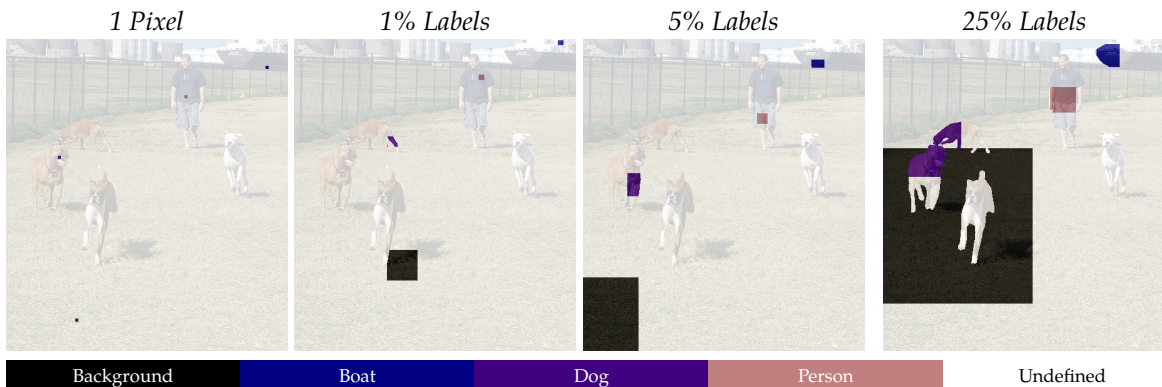 1 Pixel 1% Labels 5% Labels 25% Labels
Background Boat Dog Person Undefined